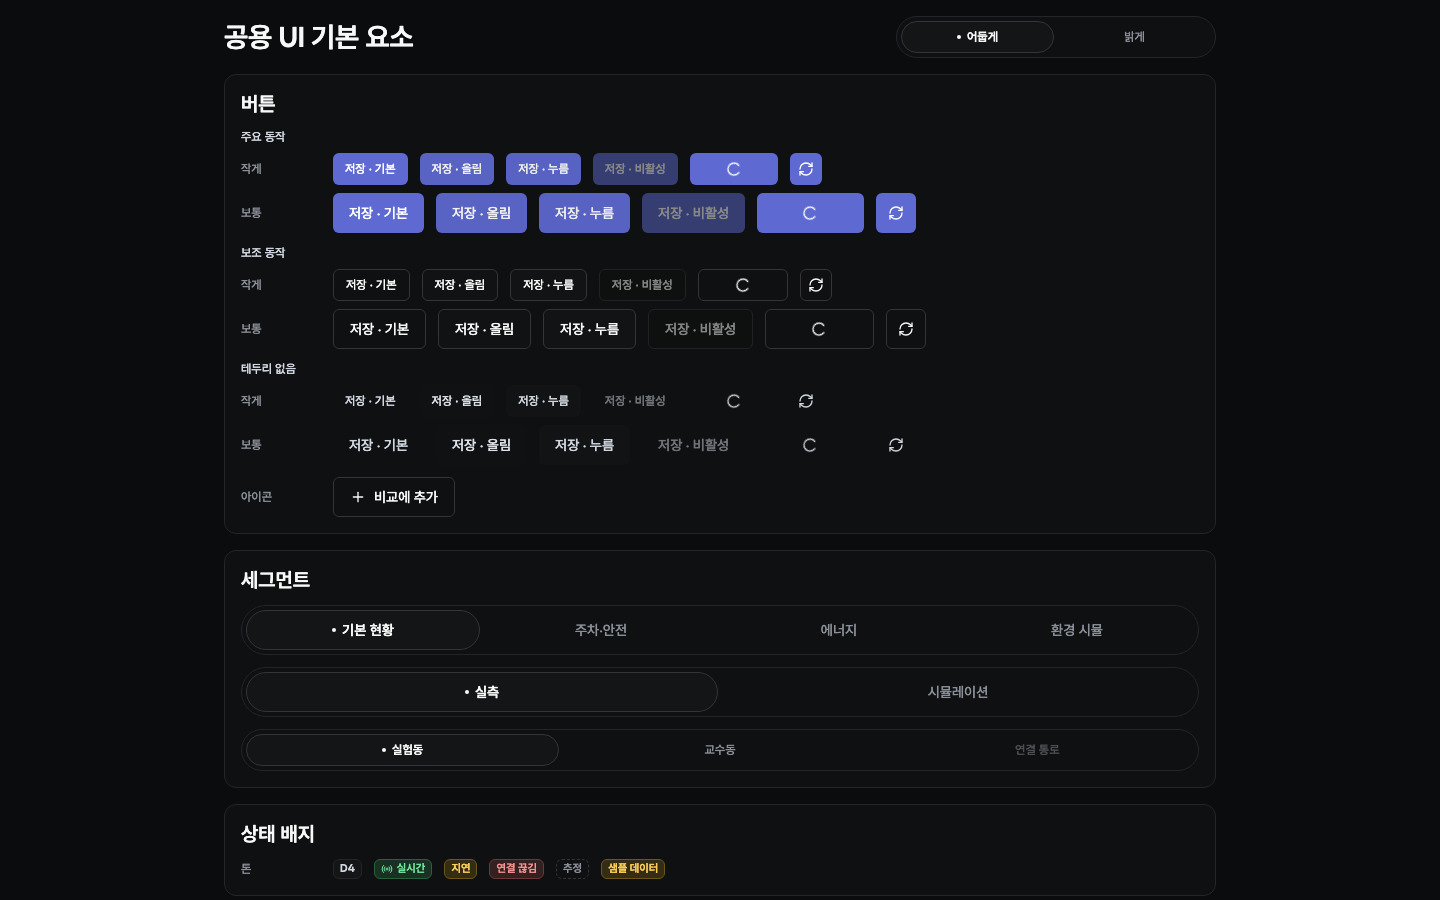 공용 UI 기본 요소
• 어둡게 밝게
버튼
주요 동작
작게 저장 · 기본 저장 · 올림 저장 · 누름 저장 · 비활성
보통 저장 · 기본 저장 · 올림 저장 · 누름 저장 · 비활성
보조 동작
작게 저장 · 기본 저장 · 올림 저장 · 누름 저장 · 비활성
보통 저장 · 기본 저장 · 올림 저장 · 누름 저장 · 비활성
테두리 없음
작게 저장 · 기본 저장 · 올림 저장 · 누름 저장 · 비활성
보통 저장 · 기본 저장 · 올림 저장 · 누름 저장 · 비활성
아이콘 + 비교에 추가
세그먼트
• 기본 현황 주차·안전 에너지 환경 시뮬
• 실측 시뮬레이션
• 실험동 교수동 연결 통로
상태 배지
톤 D4 실시간 지연 연결 끊김 추정 샘플 데이터